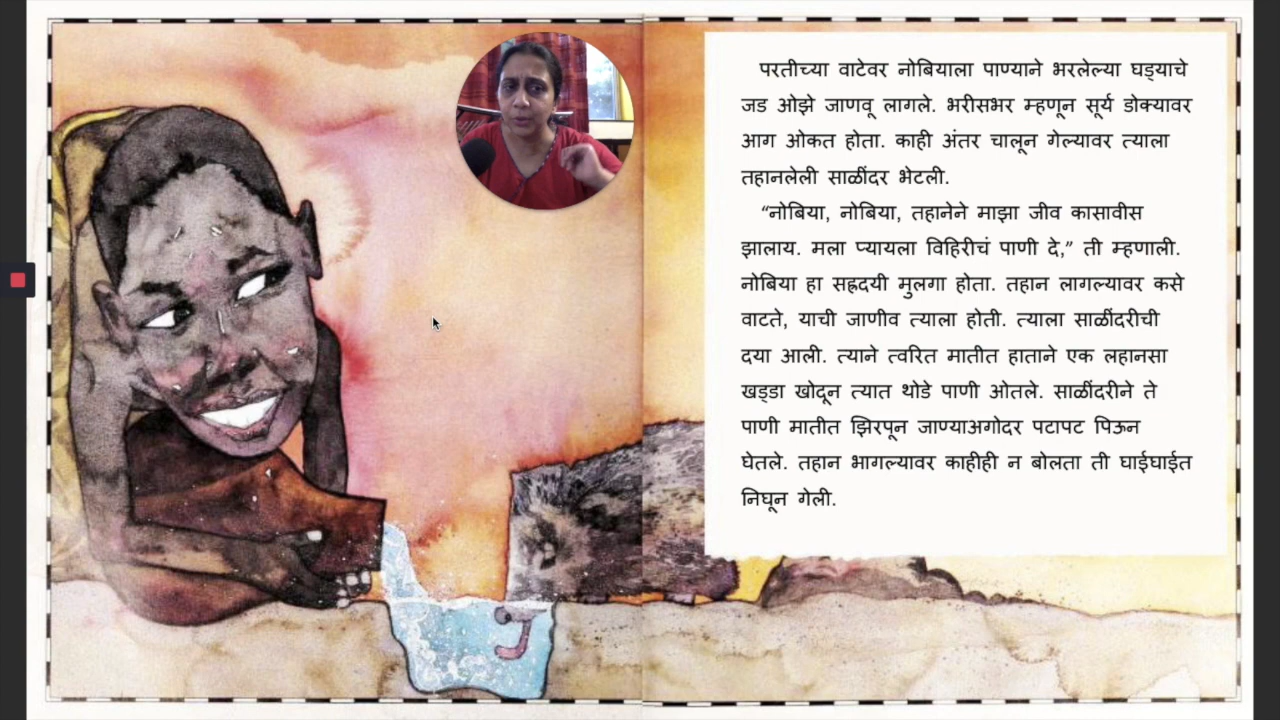 परतीच्या वाटेवर नोबियाला पाण्याने भरलेल्या घड्याचे
जड ओझे जाणवू लागले. भरीसभर म्हणून सूर्य डोक्यावर
आग ओकत होता. काही अंतर चालून गेल्यावर त्याला
तहानलेली साळींदर भेटली.
“नोबिया, नोबिया, तहानेने माझा जीव कासावीस
झालाय. मला प्यायला विहिरीचं पाणी दे,” ती म्हणाली.
नोबिया हा सहृदयी मुलगा होता. तहान लागल्यावर कसे
वाटते, याची जाणीव त्याला होती. त्याला साळींदरीची
दया आली. त्याने त्वरित मातीत हाताने एक लहानसा
खड्डा खोदून त्यात थोडे पाणी ओतले. साळींदरीने ते
पाणी मातीत झिरपून जाण्याअगोदर पटापट पिऊन
घेतले. तहान भागल्यावर काहीही न बोलता ती घाईघाईत
निघून गेली.